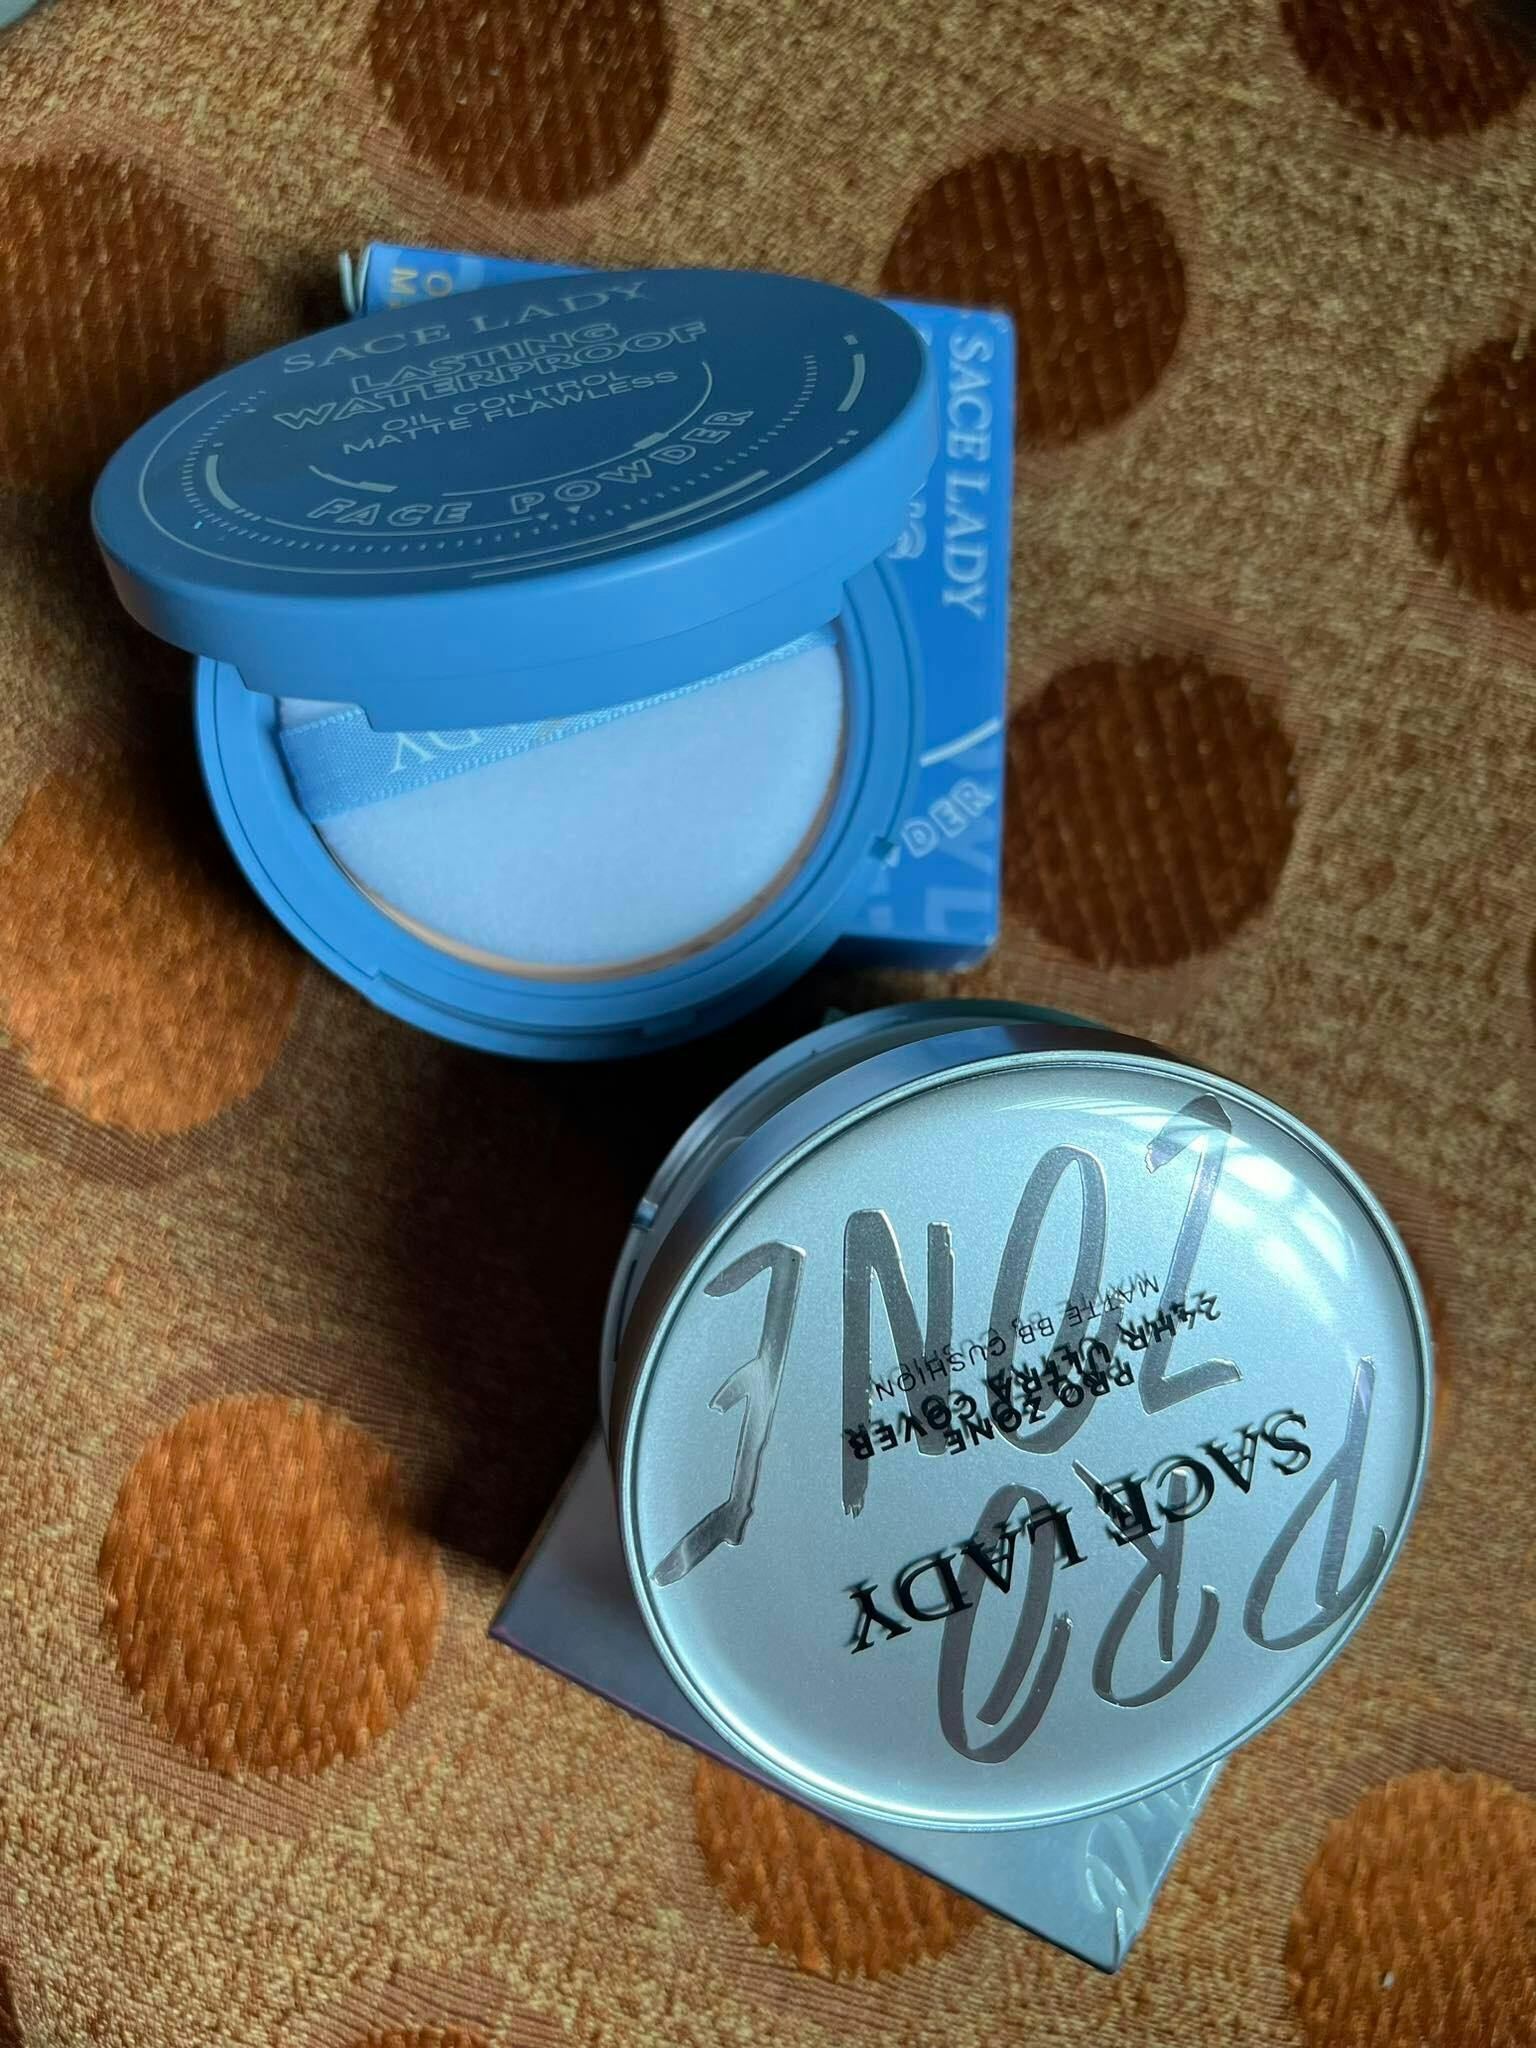 SACE LADY
LASTING
WATERPROOF
OIL CONTROL
MATTE FLAWLESS
FACE POWDER
SACE LADY
DER
PRO
ZONE
SACE LADY
PRO ZONE
24HR ULTRA COVER
MATTE BB CUSHION